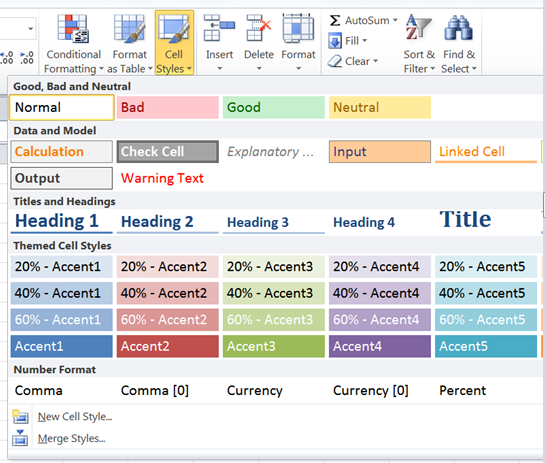 Conditional Formatting
Format as Table
Cell Styles
Insert
Delete
Format
Σ AutoSum
Fill
Clear
Sort & Filter
Find & Select
.00 .0
.00
Good, Bad and Neutral
Normal Bad Good Neutral
Data and Model
Calculation Check Cell Explanatory ... Input Linked Cell
Output Warning Text
Titles and Headings
Heading 1 Heading 2 Heading 3 Heading 4 Title
Themed Cell Styles
20% - Accent1 20% - Accent2 20% - Accent3 20% - Accent4 20% - Accent5
40% - Accent1 40% - Accent2 40% - Accent3 40% - Accent4 40% - Accent5
60% - Accent1 60% - Accent2 60% - Accent3 60% - Accent4 60% - Accent5
Accent1 Accent2 Accent3 Accent4 Accent5
Number Format
Comma Comma [0] Currency Currency [0] Percent
New Cell Style...
Merge Styles...